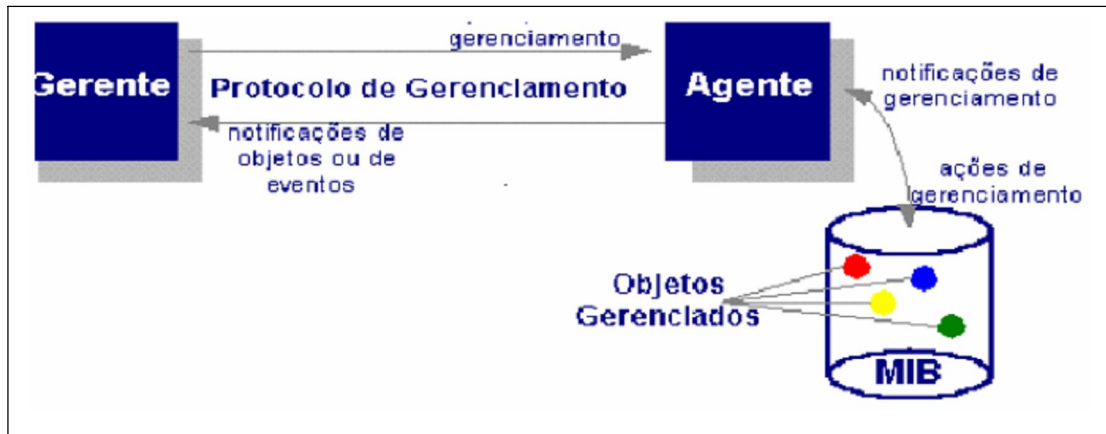 gerenciamento
Gerente
Protocolo de Gerenciamento
Agente
notificações de
objetos ou de
eventos
notificações de
gerenciamento
ações de
gerenciamento
Objetos
Gerenciados
MIB